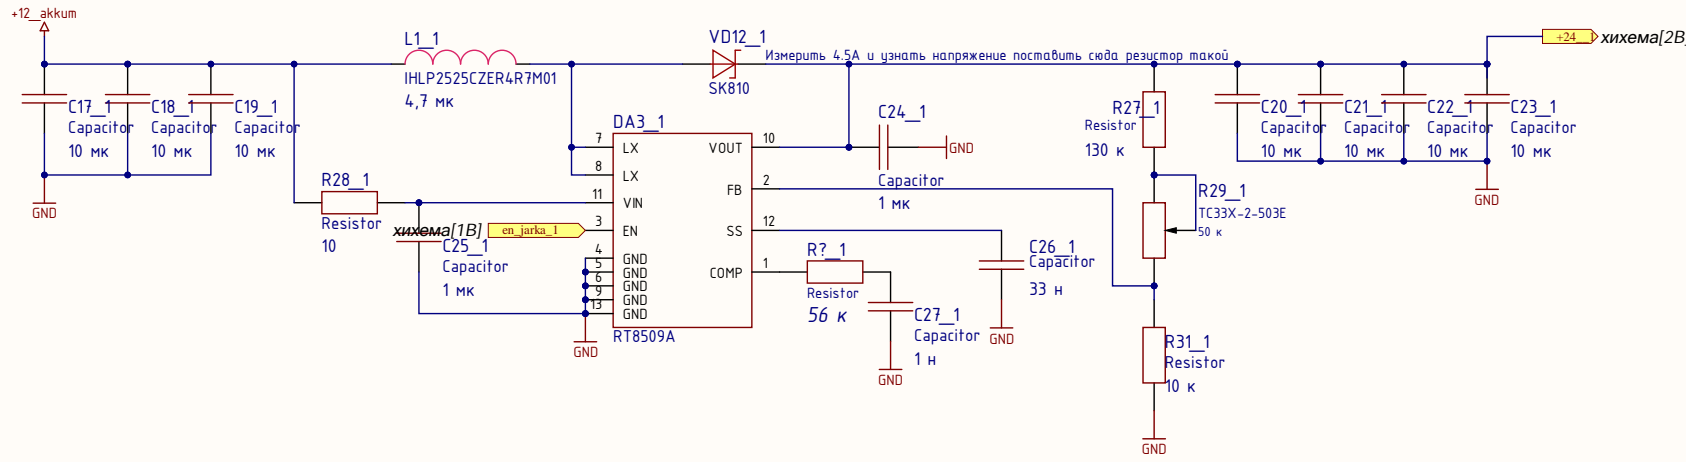 +12_akkum
L1_1
IHLP2525CZER4R7M01
4,7 мк
VD12_1
SK810
Измерить 4.5А и узнать напряжение поставить сюда резистор такой
+24_1
хихема[2В]
C17_1
Capacitor
10 мк
C18_1
Capacitor
10 мк
C19_1
Capacitor
10 мк
GND
R28_1
Resistor
10
хихема[1В]
en_jarka_1
C25_1
Capacitor
1 мк
DA3_1
7 LX
8 LX
11 VIN
3 EN
4 GND
5 GND
6 GND
9 GND
13 GND
VOUT 10
FB 2
SS 12
COMP 1
RT8509A
GND
C24_1
GND
Capacitor
1 мк
R?_1
Resistor
56 к
C27_1
Capacitor
1 н
GND
C26_1
Capacitor
33 н
GND
R27_1
Resistor
130 к
R29_1
TC33X-2-503E
50 к
R31_1
Resistor
10 к
GND
C20_1
Capacitor
10 мк
C21_1
Capacitor
10 мк
C22_1
Capacitor
10 мк
C23_1
Capacitor
10 мк
GND